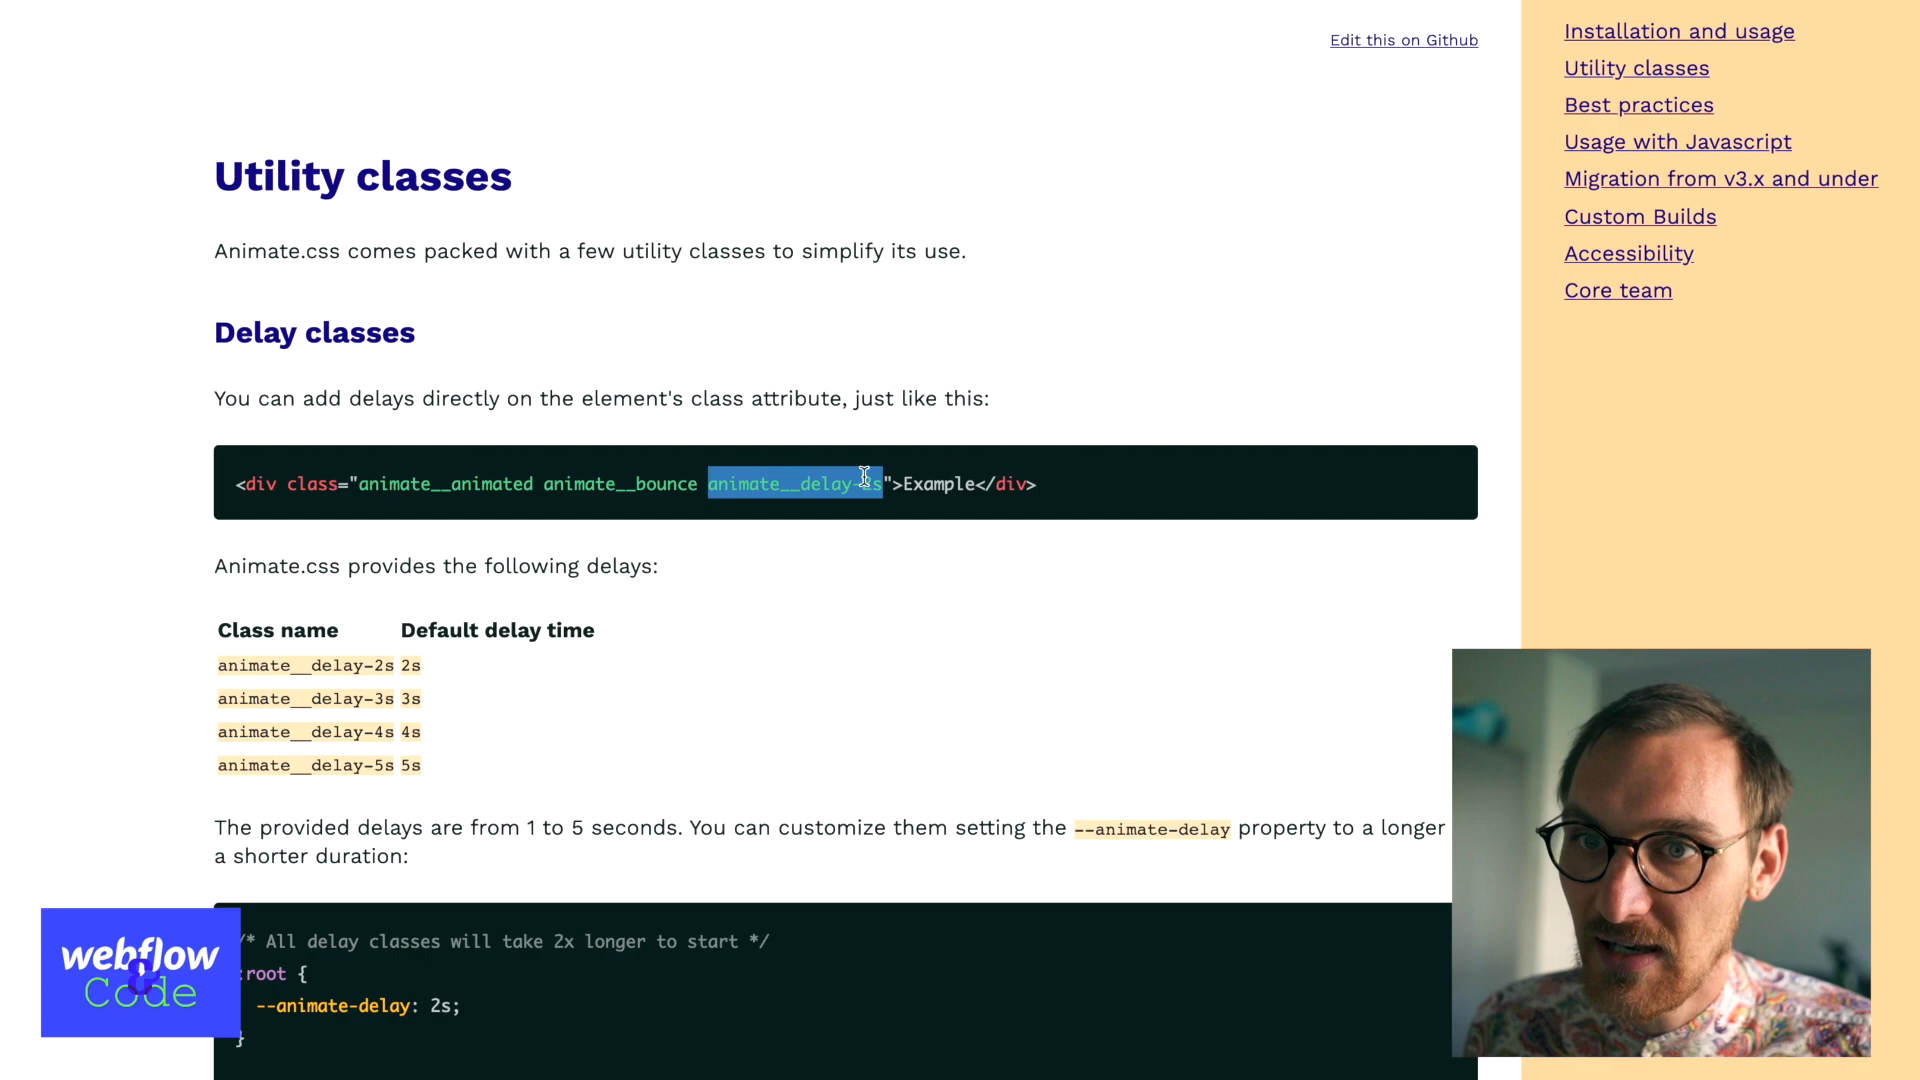 Edit this on Github
Installation and usage
Utility classes
Best practices
Usage with Javascript
Migration from v3.x and under
Custom Builds
Accessibility
Core team
Utility classes
Animate.css comes packed with a few utility classes to simplify its use.
Delay classes
You can add delays directly on the element's class attribute, just like this:
<div class="animate__animated animate__bounce animate__delay-2s">Example</div>
Animate.css provides the following delays:
Class name Default delay time
animate__delay-2s 2s
animate__delay-3s 3s
animate__delay-4s 4s
animate__delay-5s 5s
The provided delays are from 1 to 5 seconds. You can customize them setting the --animate-delay property to a longer
a shorter duration:
/* All delay classes will take 2x longer to start */
:root {
--animate-delay: 2s;
}
webflow
&
Code